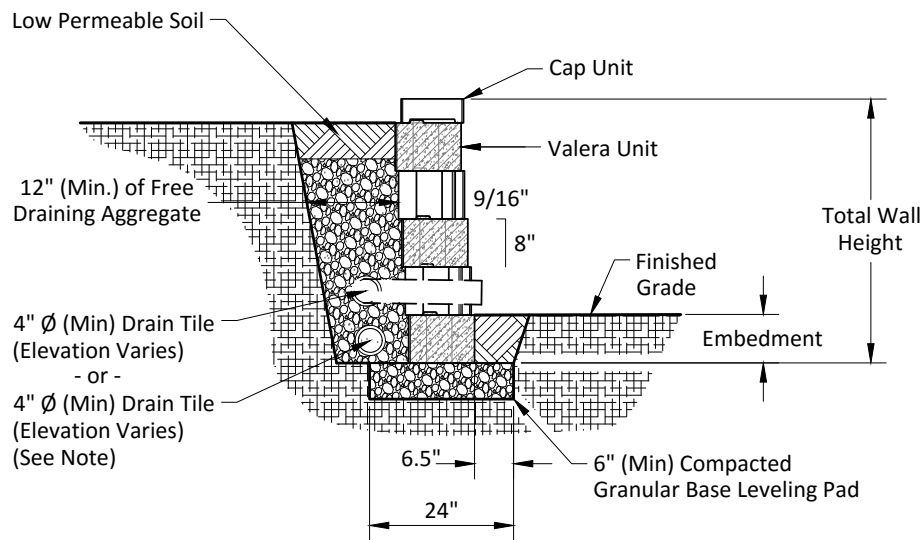 Low Permeable Soil
Cap Unit
Valera Unit
12" (Min.) of Free
Draining Aggregate
9/16"
8"
Total Wall
Height
Finished
Grade
4" Ø (Min) Drain Tile
(Elevation Varies)
- or -
4" Ø (Min) Drain Tile
(Elevation Varies)
(See Note)
Embedment
6.5"
6" (Min) Compacted
Granular Base Leveling Pad
24"